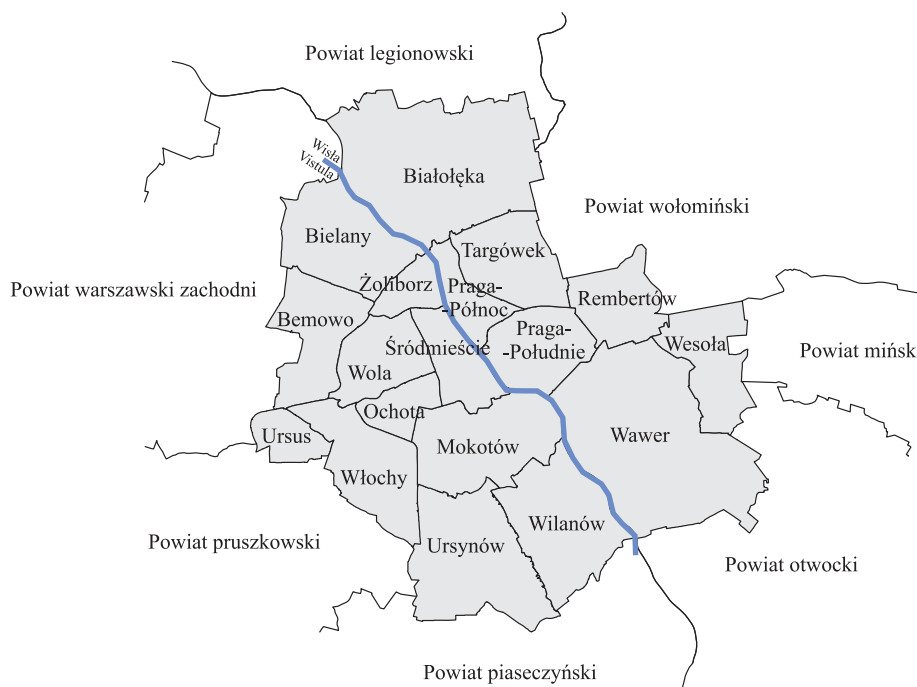 Powiat legionowski
Wisła
Vistula
Białołęka
Powiat wołomiński
Bielany
Targówek
Żoliborz
Praga-
-Północ
Rembertów
Powiat warszawski zachodni
Bemowo
Praga-
-Południe
Śródmieście
Wesoła
Powiat mińsk
Wola
Ochota
Ursus
Wawer
Mokotów
Włochy
Wilanów
Powiat pruszkowski
Ursynów
Powiat otwocki
Powiat piaseczyński